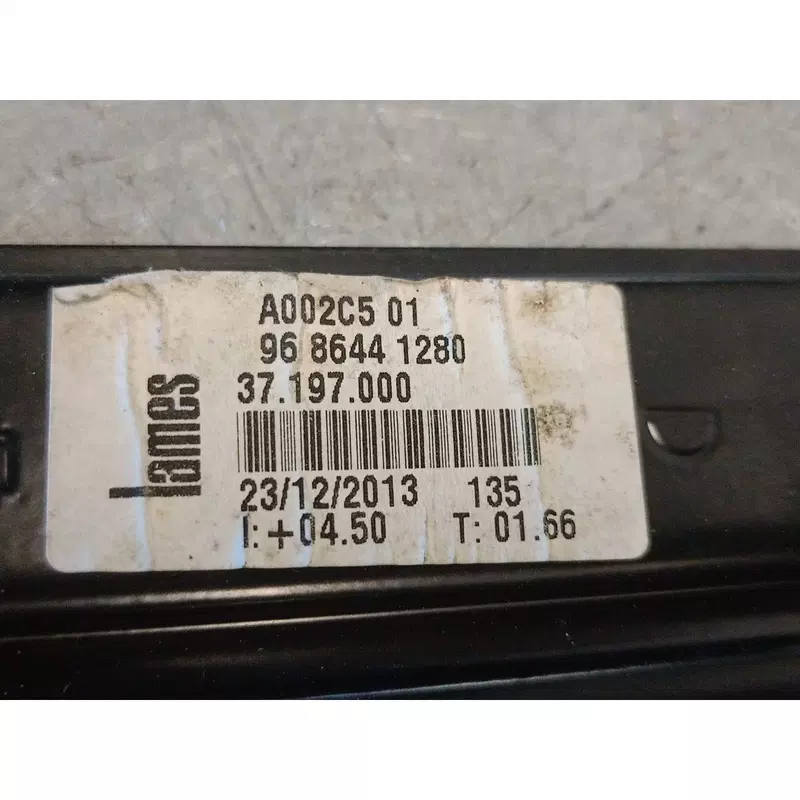 A002C5 01
96 8644 1280
37.197.000
lames
23/12/2013 135
I: +04.50 T: 01.66